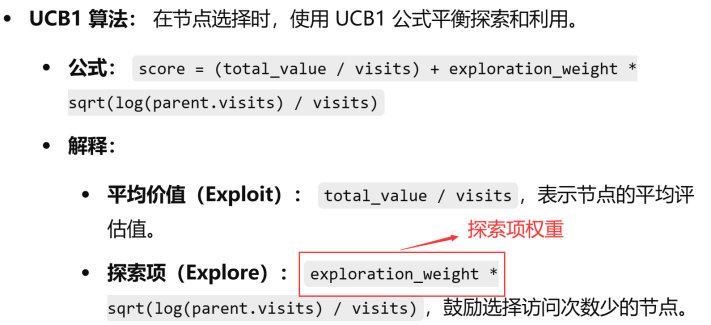 UCB1 算法： 在节点选择时，使用 UCB1 公式平衡探索和利用。
公式： score = (total_value / visits) + exploration_weight *
sqrt(log(parent.visits) / visits)
解释：
平均价值（Exploit）： total_value / visits，表示节点的平均评
估值。
探索项权重
探索项（Explore）： exploration_weight *
sqrt(log(parent.visits) / visits)，鼓励选择访问次数少的节点。